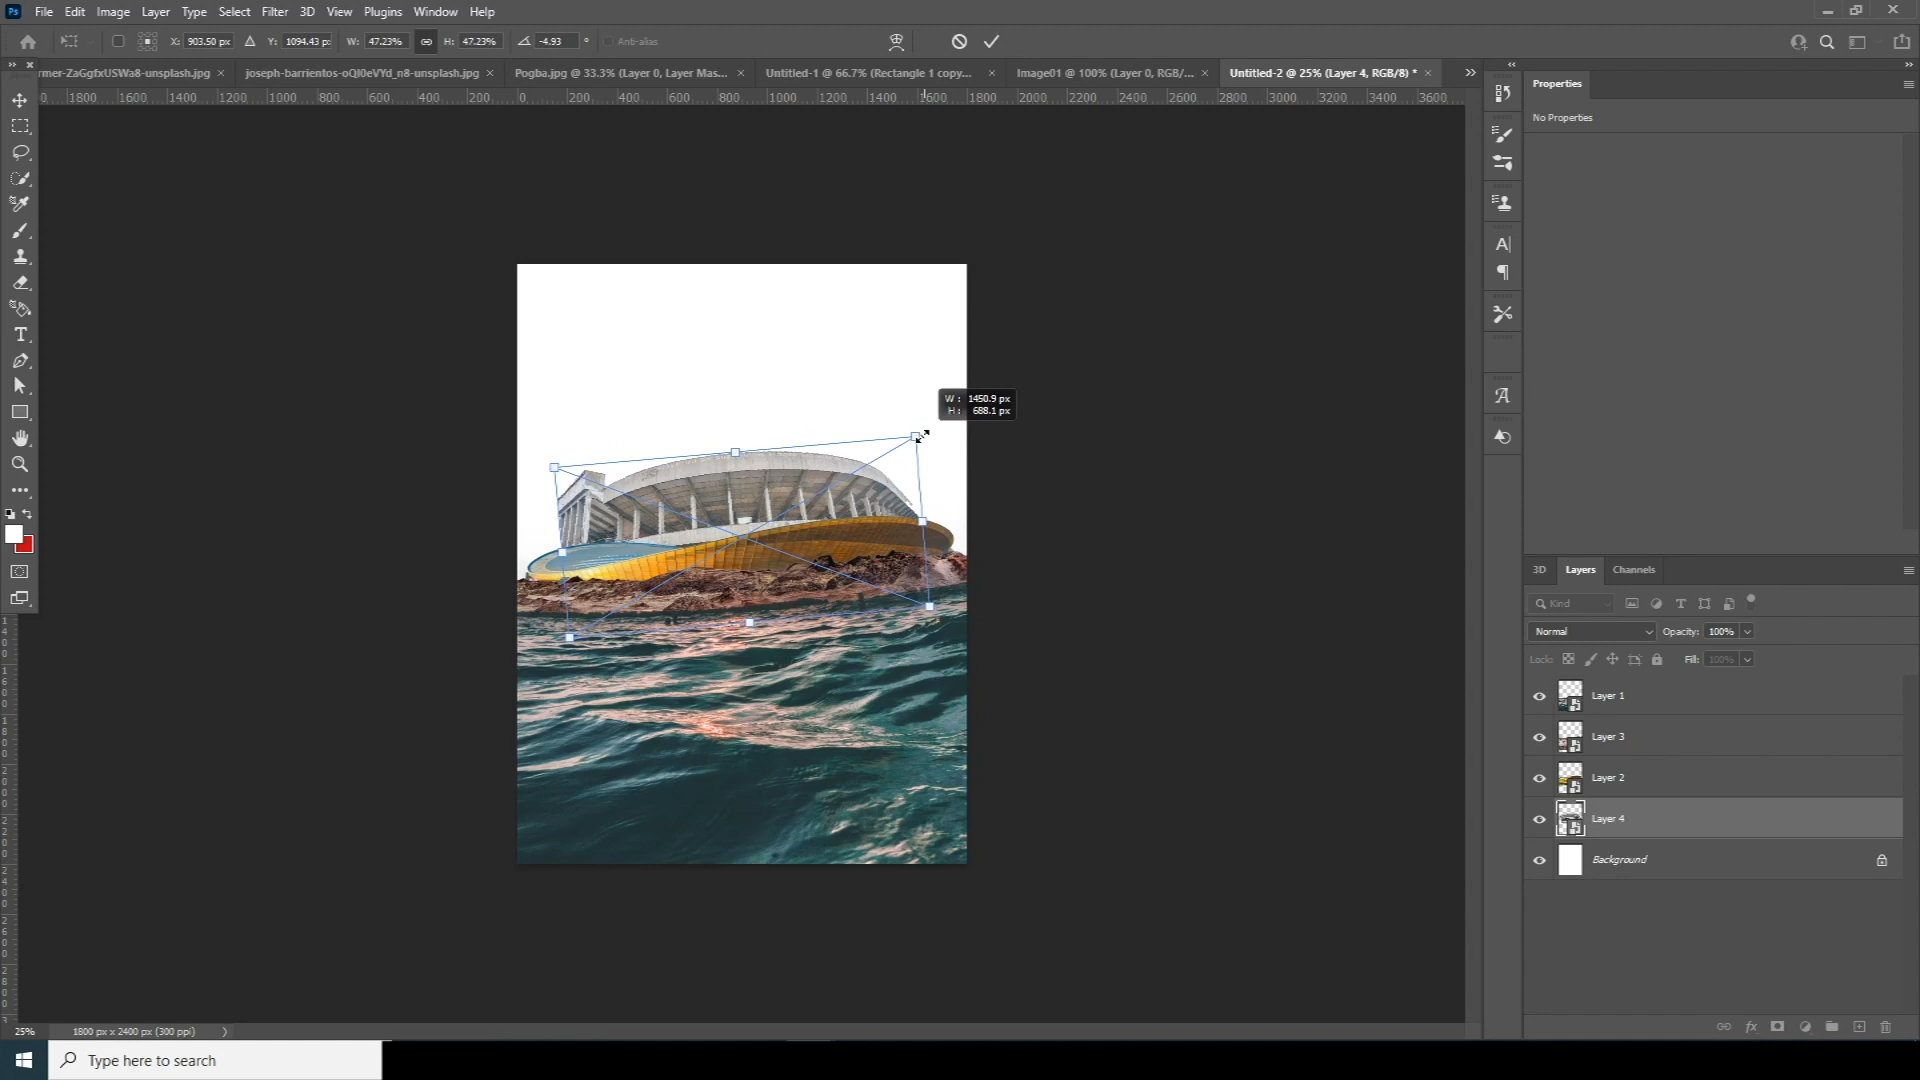 Ps File Edit Image Layer Type Select Filter 3D View Plugins Window Help
X: 903.50 px Y: 1094.43 px W: 47.23% H: 47.23% -4.93 ° Anti-alias
rmer-ZaGgfxUSWa8-unsplash.jpg × joseph-barrientos-oQl0eVYd_n8-unsplash.jpg × Pogba.jpg @ 33.3% (Layer 0, Layer Mas... × Untitled-1 @ 66.7% (Rectangle 1 copy... × Image01 @ 100% (Layer 0, RGB/... × Untitled-2 @ 25% (Layer 4, RGB/8) * ×
0 1800 1600 1400 1200 1000 800 600 400 200 0 200 400 600 800 1000 1200 1400 1600 1800 2000 2200 2400 2600 2800 3000 3200 3400 3600
Properties
No Properties
W : 1450.9 px
H : 688.1 px
3D Layers Channels
Kind
Normal Opacity: 100%
Lock: Fill: 100%
Layer 1
Layer 3
Layer 2
Layer 4
Background
25% 1800 px x 2400 px (300 ppi)
Type here to search